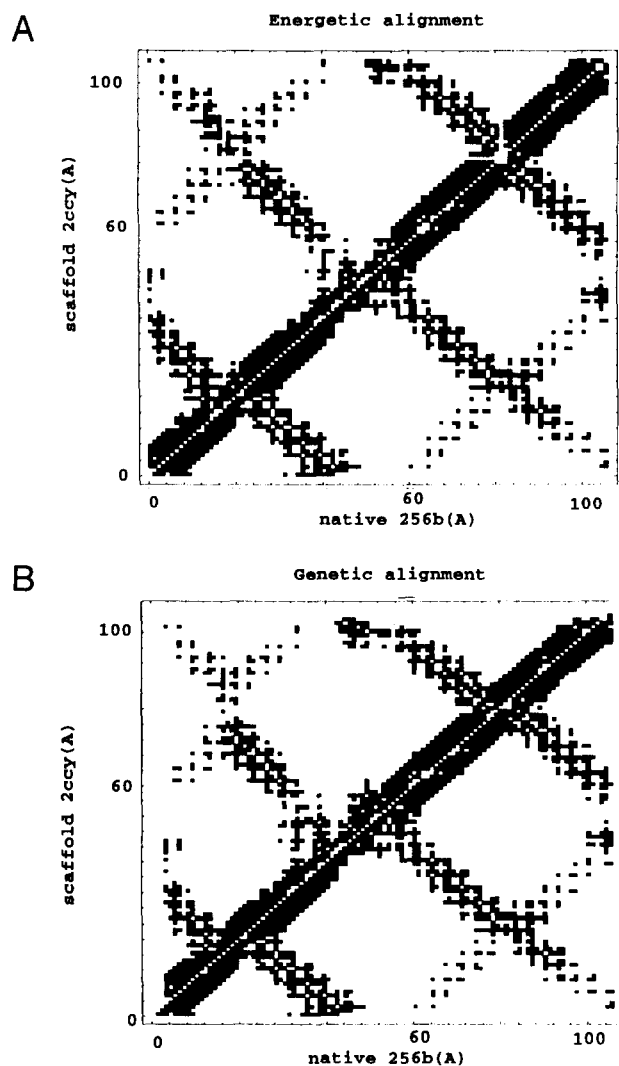 A
Energetic alignment
100
60
0
scaffold 2ccy(A)
0 60 100
native 256b(A)
B
Genetic alignment
100
60
0
scaffold 2ccy(A)
0 60 100
native 256b(A)